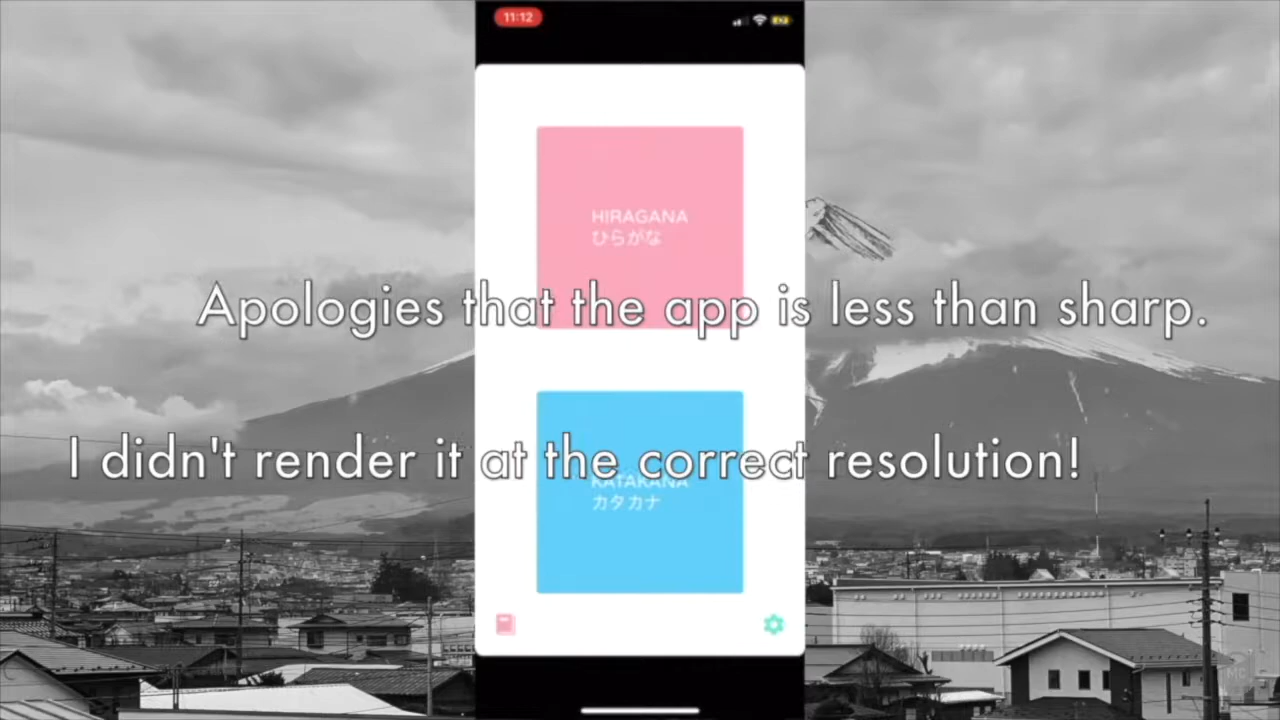 11:12
HIRAGANA
ひらがな
Apologies that the app is less than sharp.
I didn't render it at the correct resolution!
KATAKANA
カタカナ